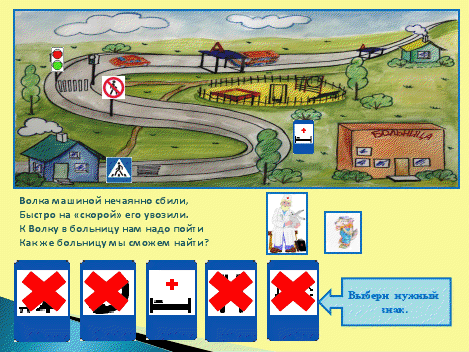 БОЛЬНИЦА
Волка машиной нечаянно сбили,
Быстро на «скорой» его увозили.
К Волку в больницу нам надо пойти
Как же больницу мы сможем найти?
Выбери нужный
знак.